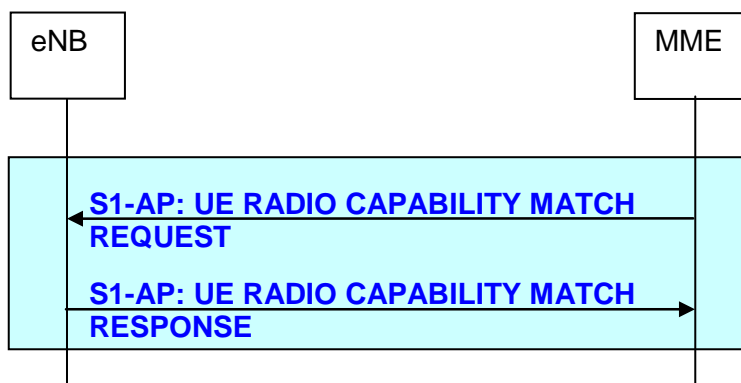 eNB
MME
S1-AP: UE RADIO CAPABILITY MATCH
REQUEST
S1-AP: UE RADIO CAPABILITY MATCH
RESPONSE